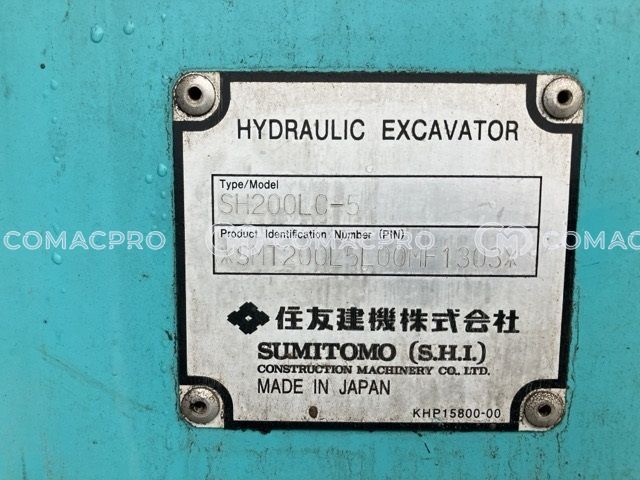 HYDRAULIC EXCAVATOR
Type/Model
SH200LC-5
Product Identification Number (PIN)
*SMT200L5L00MF1303*
COMACPRO COMACPRO COMACPRO
住友建機株式会社
SUMITOMO (S.H.I.)
CONSTRUCTION MACHINERY CO., LTD.
MADE IN JAPAN
KHP15800-00